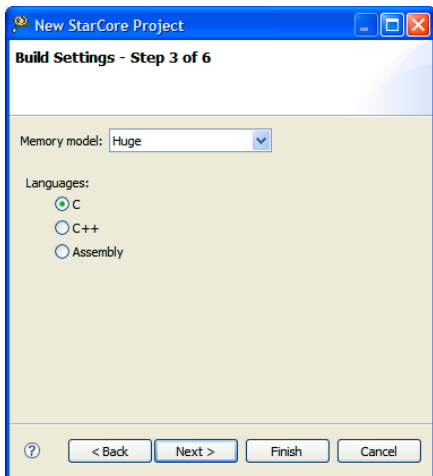 New StarCore Project
Build Settings - Step 3 of 6
Memory model: Huge
Languages:
C
C++
Assembly
? < Back Next > Finish Cancel